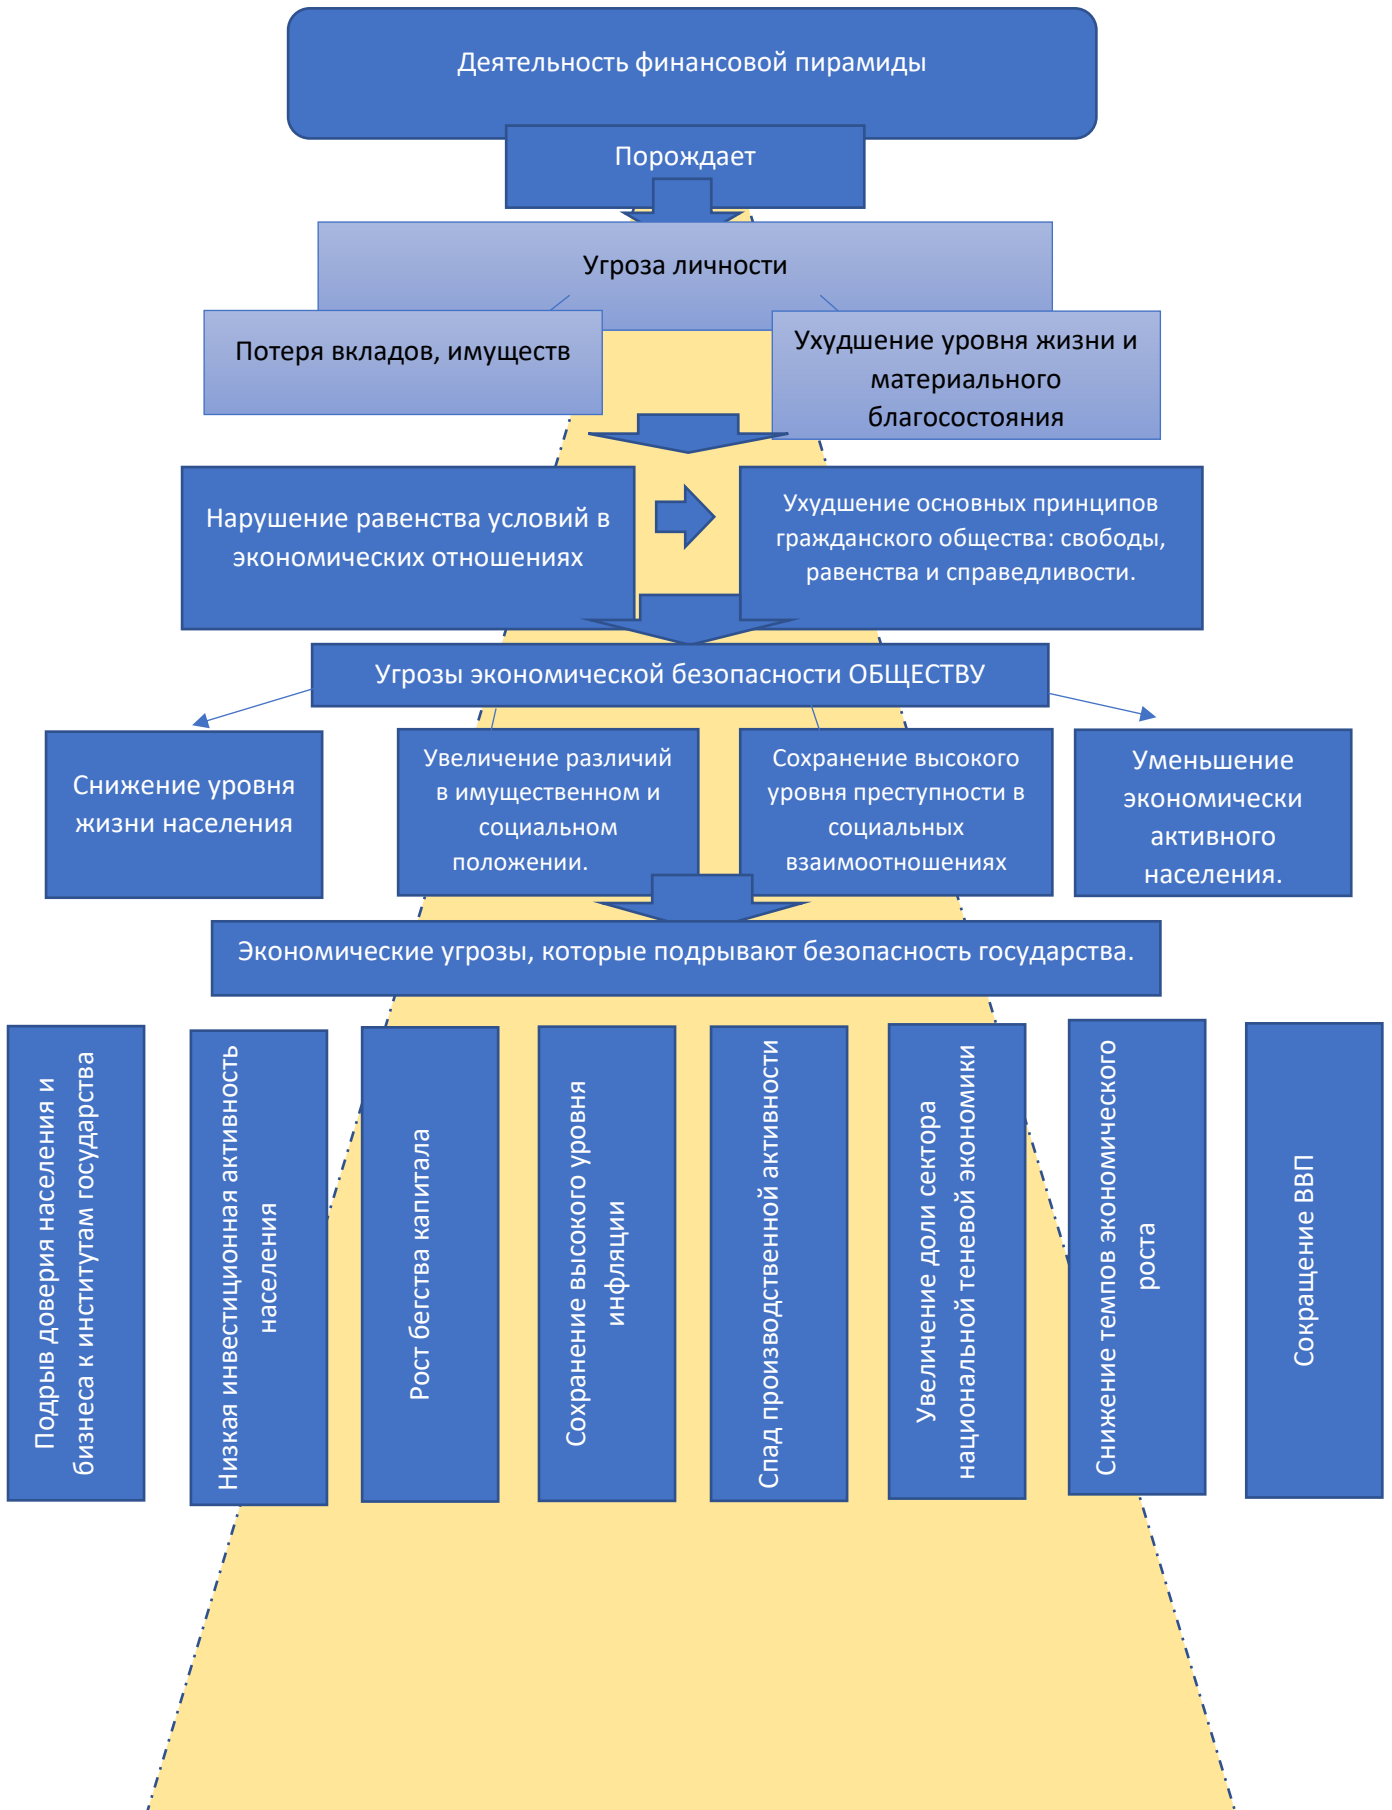 Деятельность финансовой пирамиды
Порождает
Угроза личности
Потеря вкладов, имуществ
Ухудшение уровня жизни и
материального
благосостояния
Нарушение равенства условий в
экономических отношениях
Ухудшение основных принципов
гражданского общества: свободы,
равенства и справедливости.
Угрозы экономической безопасности ОБЩЕСТВУ
Снижение уровня
жизни населения
Увеличение различий
в имущественном и
социальном
положении.
Сохранение высокого
уровня преступности в
социальных
взаимоотношениях
Уменьшение
экономически
активного
населения.
Экономические угрозы, которые подрывают безопасность государства.
Подрыв доверия населения и
бизнеса к институтам государства
Низкая инвестиционная активность
населения
Рост бегства капитала
Сохранение высокого уровня
инфляции
Спад производственной активности
Увеличение доли сектора
национальной теневой экономики
Снижение темпов экономического
роста
Сокращение ВВП